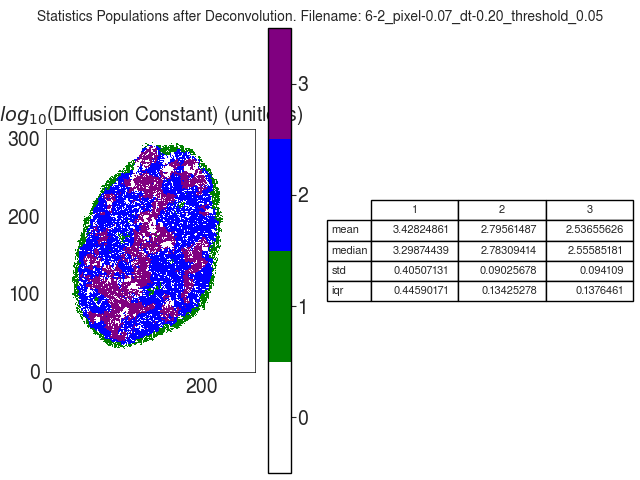 Statistics Populations after Deconvolution. Filename: 6-2_pixel-0.07_dt-0.20_threshold_0.05
log10(Diffusion Constant) (unitless)
300
200
100
0
0 200
3
2
1
0
1 2 3
mean 3.42824861 2.79561487 2.53655626
median 3.29874439 2.78309414 2.55585181
std 0.40507131 0.09025678 0.094109
iqr 0.44590171 0.13425278 0.1376461